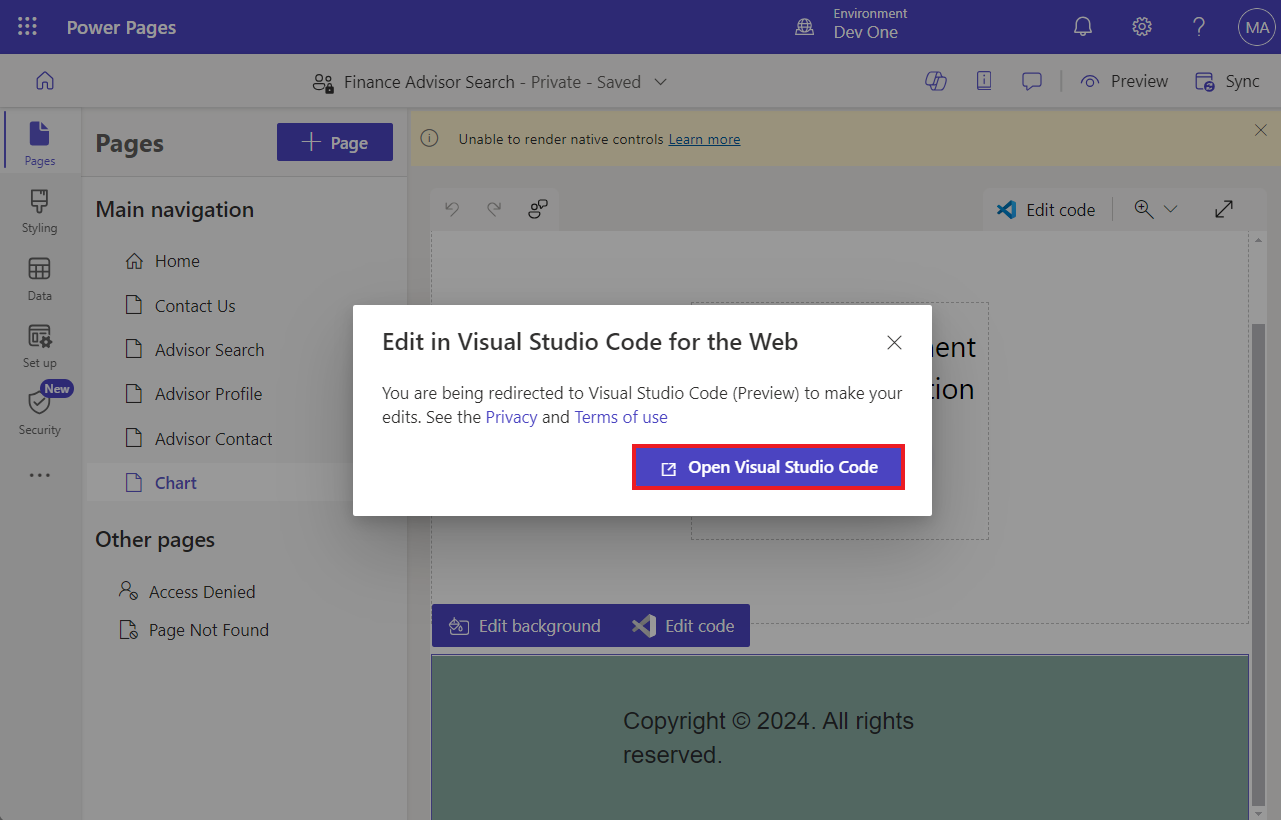 Power Pages
Environment
Dev One
MA
Finance Advisor Search - Private - Saved
Preview
Sync
Pages
Styling
Data
Set up
New
Security
Pages
Page
Main navigation
Home
Contact Us
Advisor Search
Advisor Profile
Advisor Contact
Chart
Other pages
Access Denied
Page Not Found
Unable to render native controls Learn more
Edit code
Edit in Visual Studio Code for the Web
You are being redirected to Visual Studio Code (Preview) to make your
edits. See the Privacy and Terms of use
Open Visual Studio Code
Edit background
Edit code
Copyright © 2024. All rights
reserved.